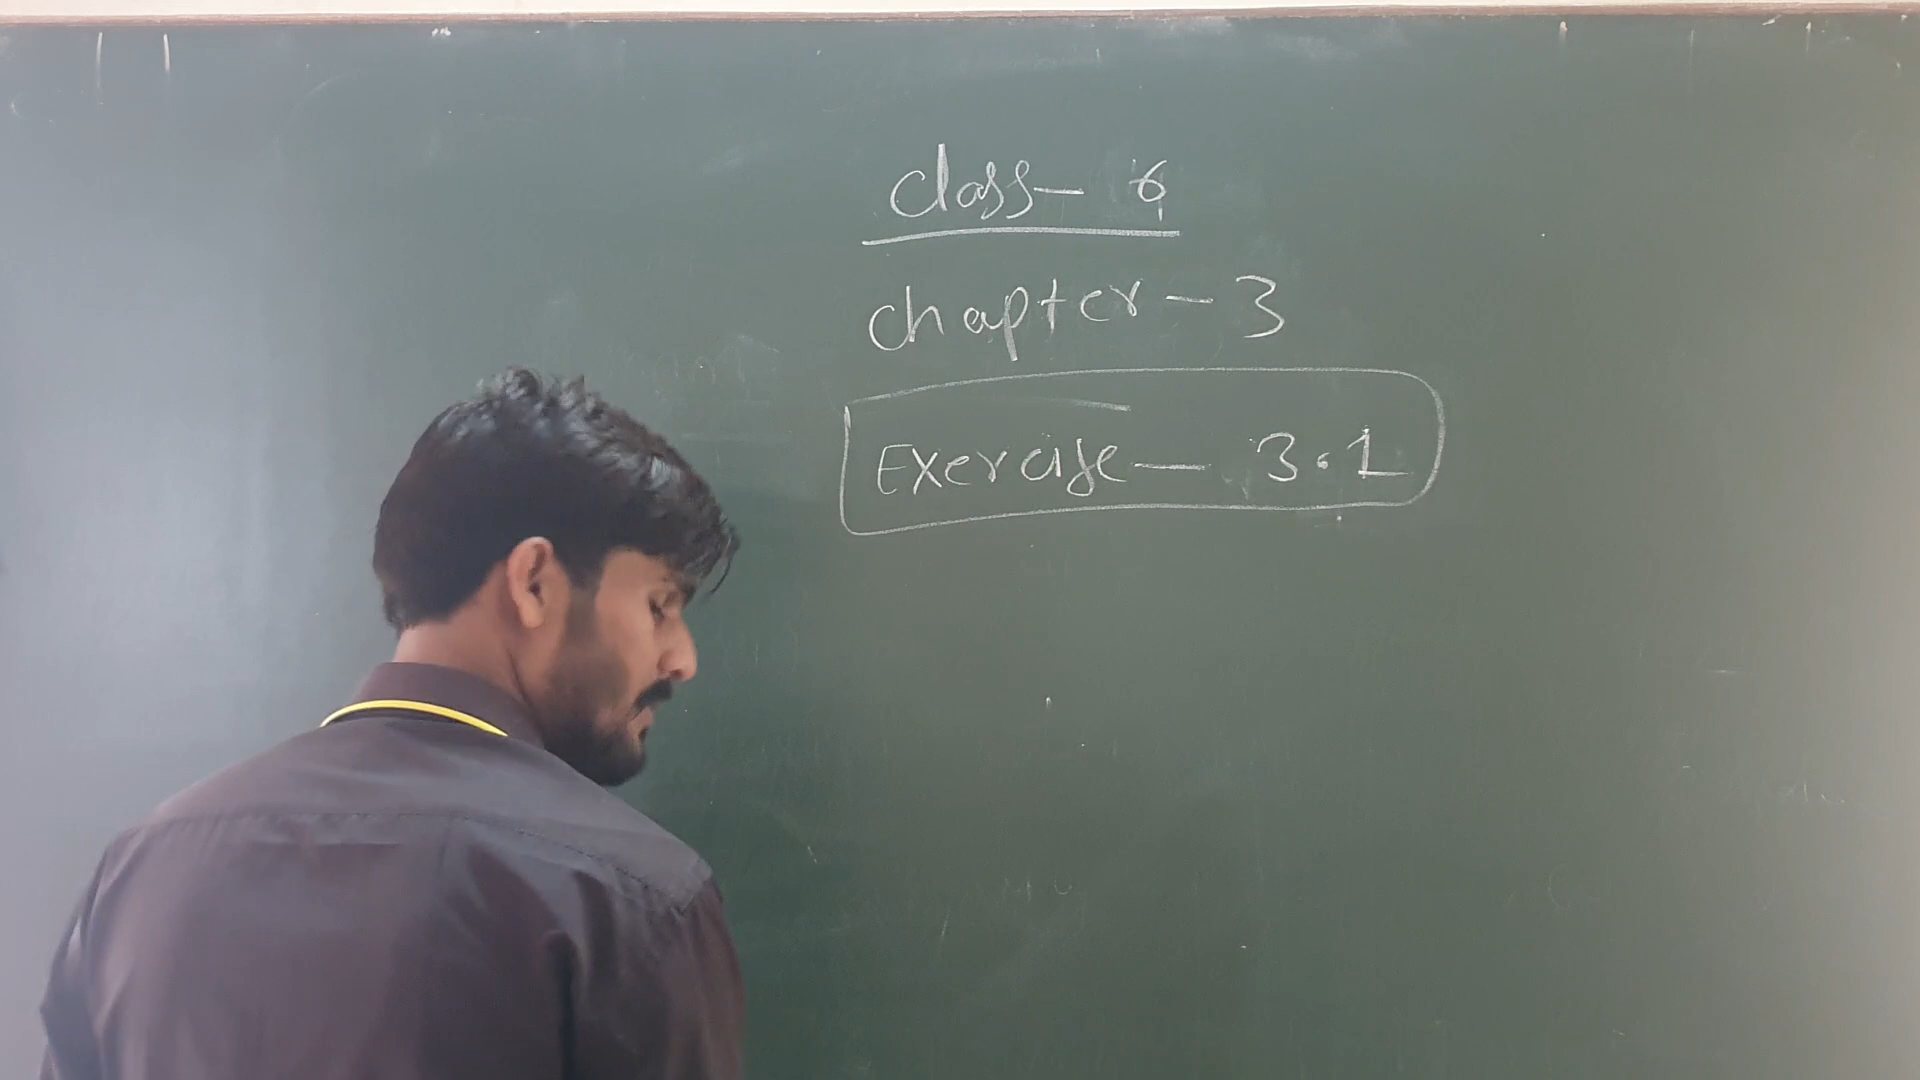 Class- 6
Chapter - 3
Exercise - 3.1